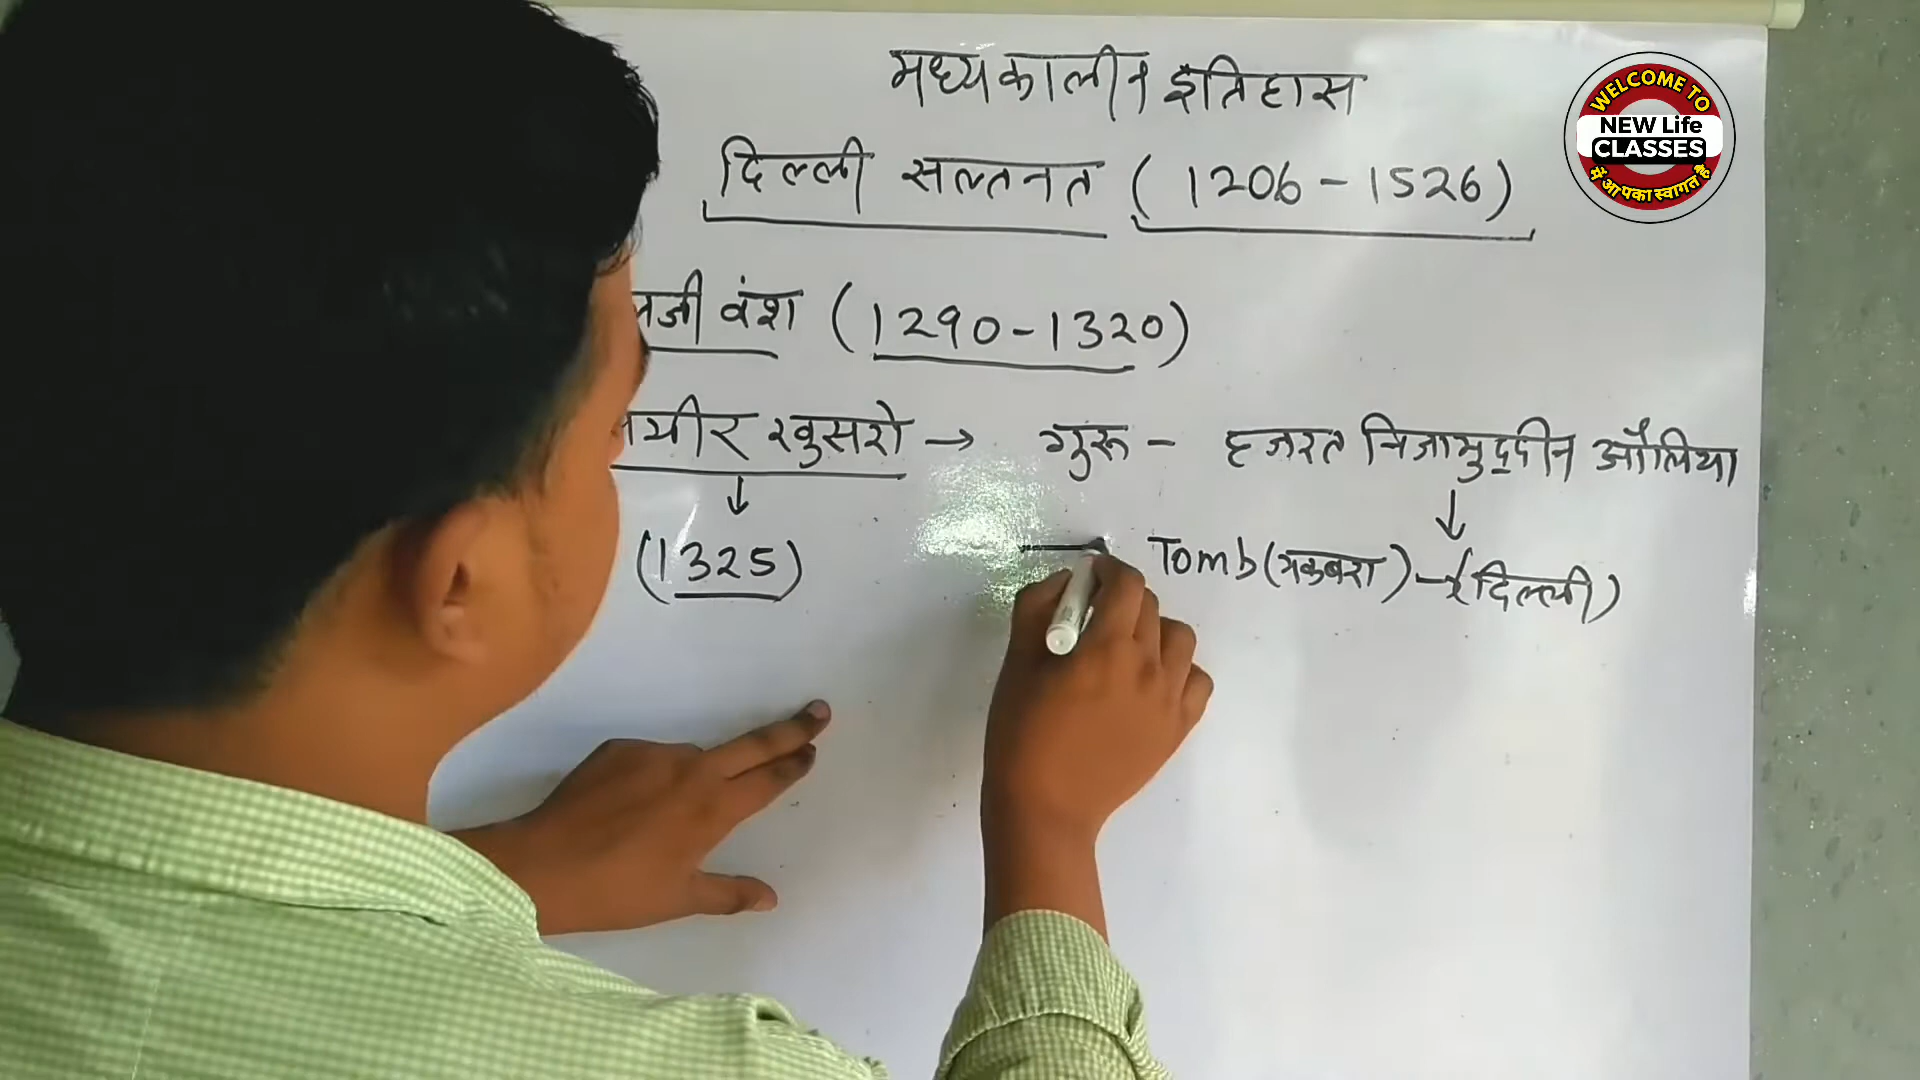 मध्यकालीन इतिहास
दिल्ली सल्तनत (1206-1526)
लजी वंश (1290-1320)
मीर खुसरो → गुरू - हजरत निजामुद्दीन औलिया
↓ ↓
(1325) Tomb (मकबरा) → (दिल्ली)
WELCOME TO
NEW Life
CLASSES
में आपका स्वागत है